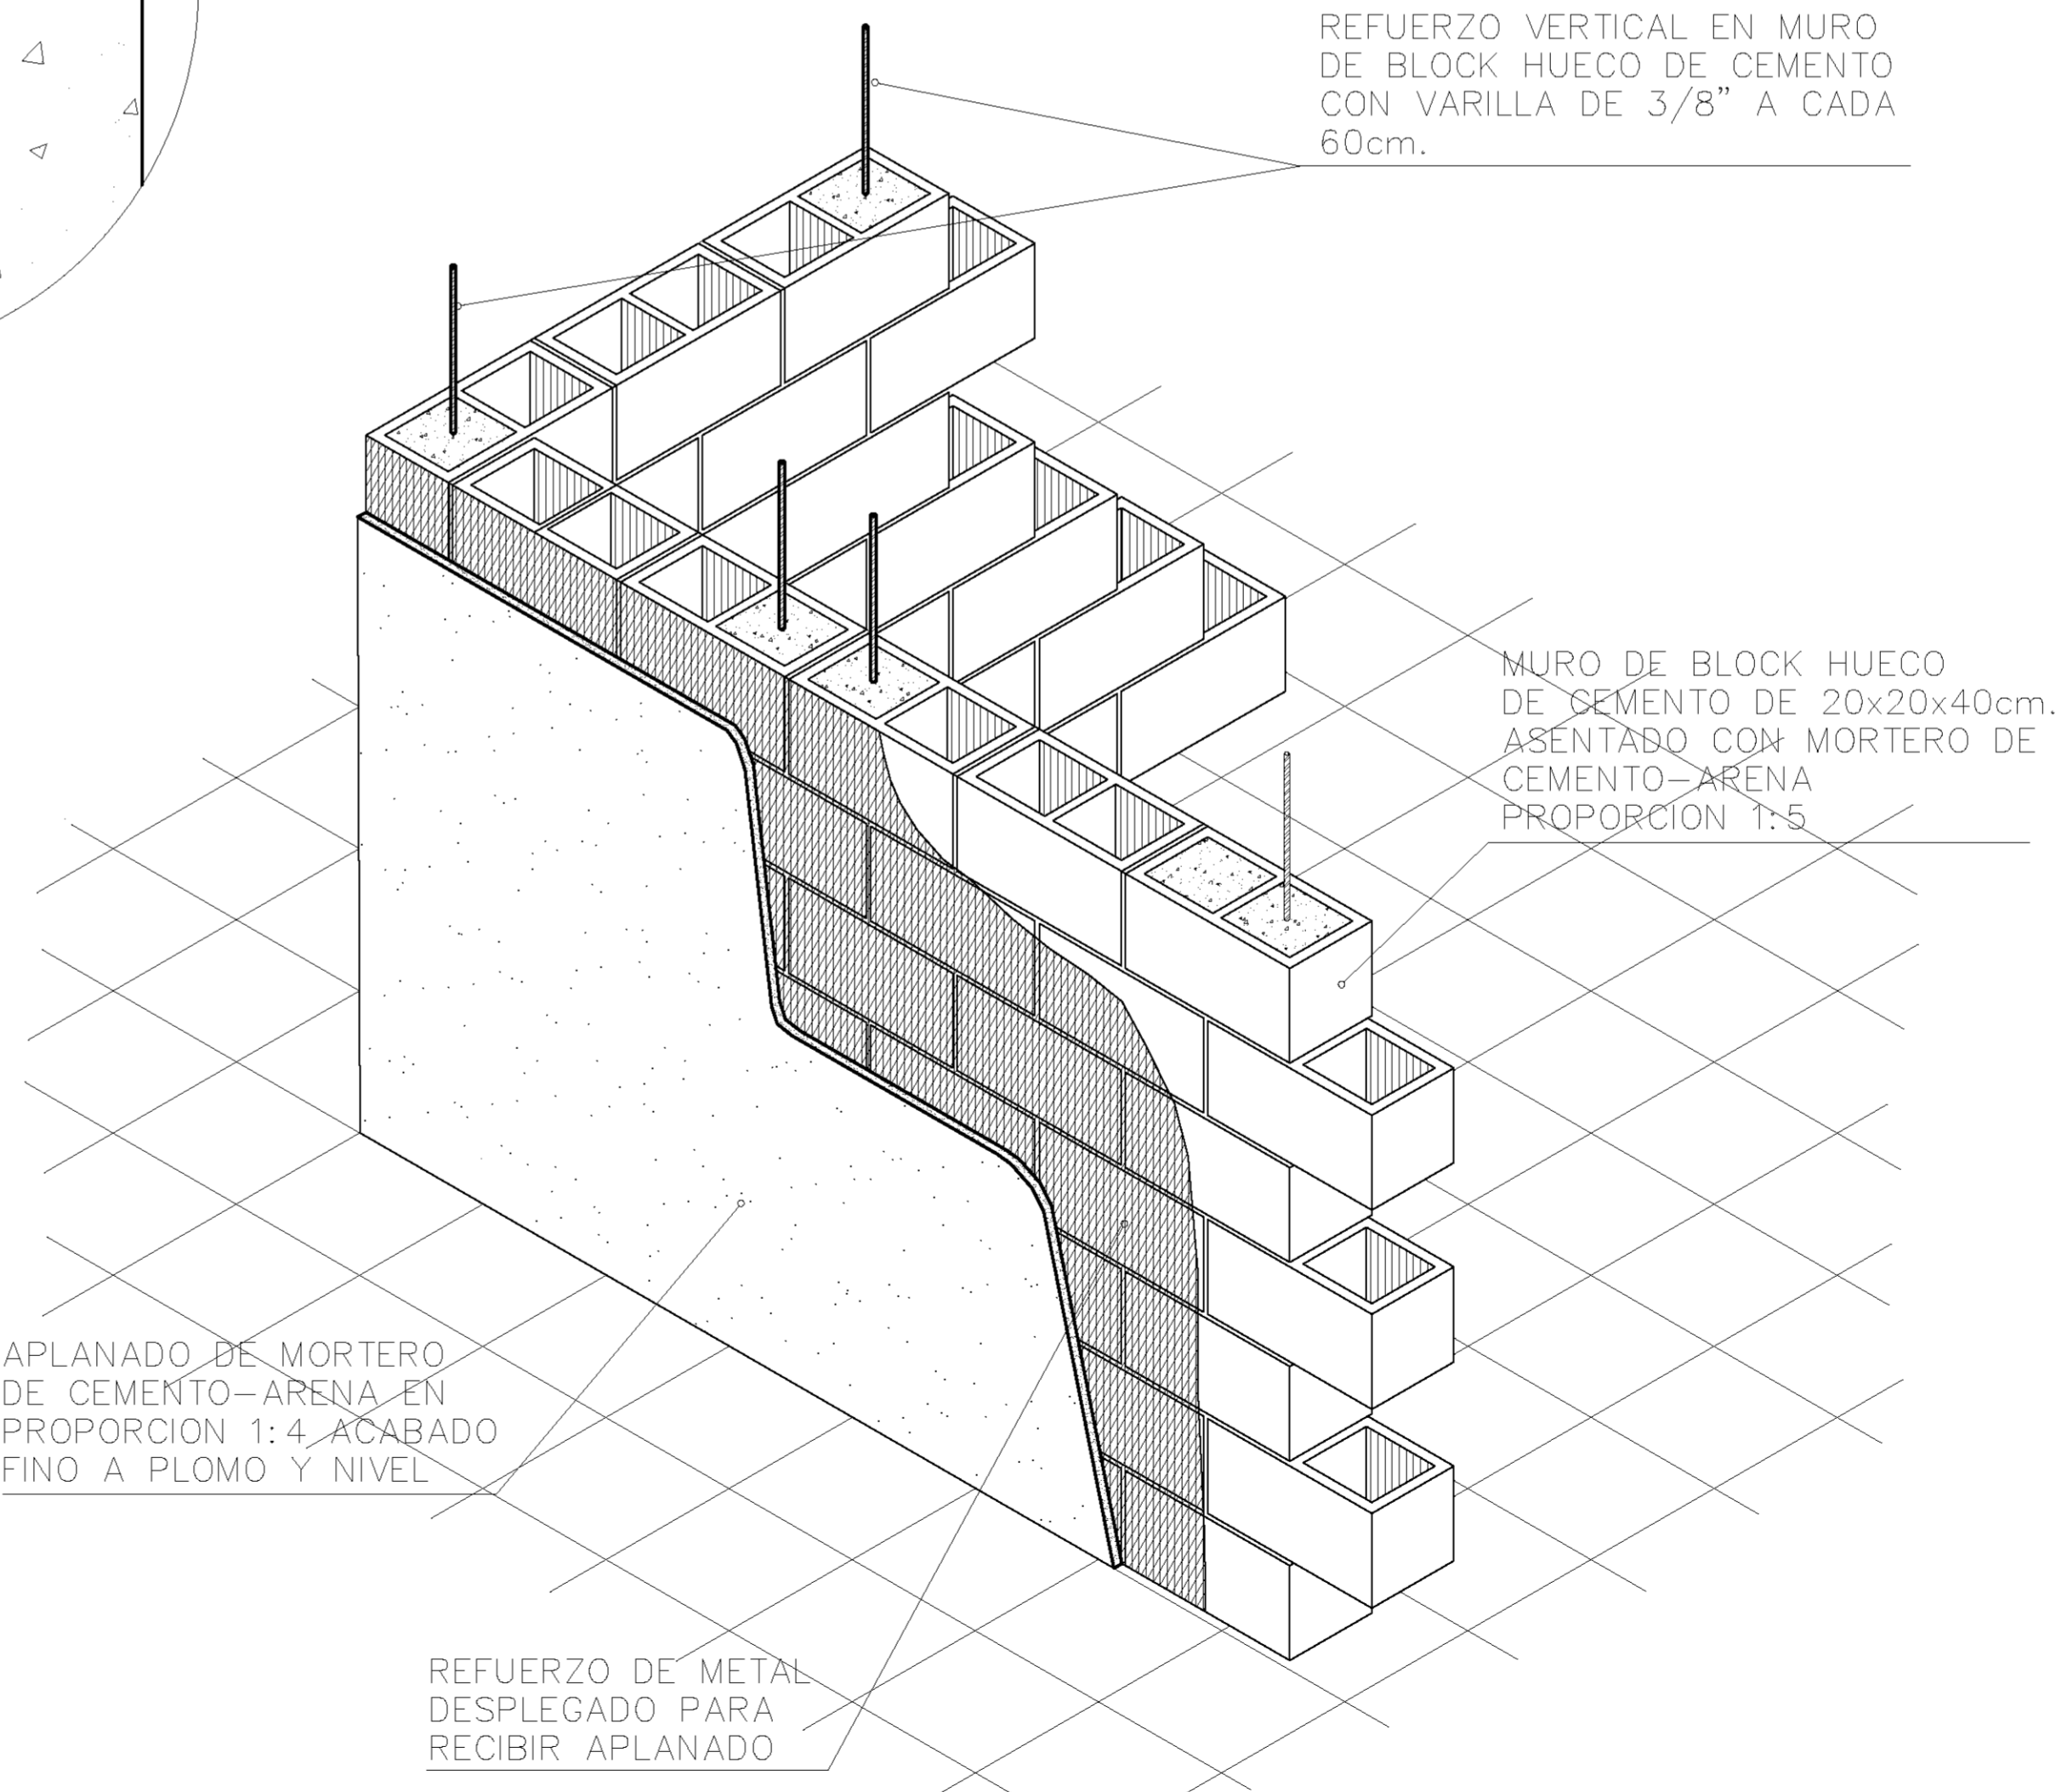 REFUERZO VERTICAL EN MURO
DE BLOCK HUECO DE CEMENTO
CON VARILLA DE 3/8” A CADA
60cm.
MURO DE BLOCK HUECO
DE CEMENTO DE 20x20x40cm.
ASENTADO CON MORTERO DE
CEMENTO-ARENA
PROPORCION 1:5
APLANADO DE MORTERO
DE CEMENTO-ARENA EN
PROPORCION 1:4 ACABADO
FINO A PLOMO Y NIVEL
REFUERZO DE METAL
DESPLEGADO PARA
RECIBIR APLANADO